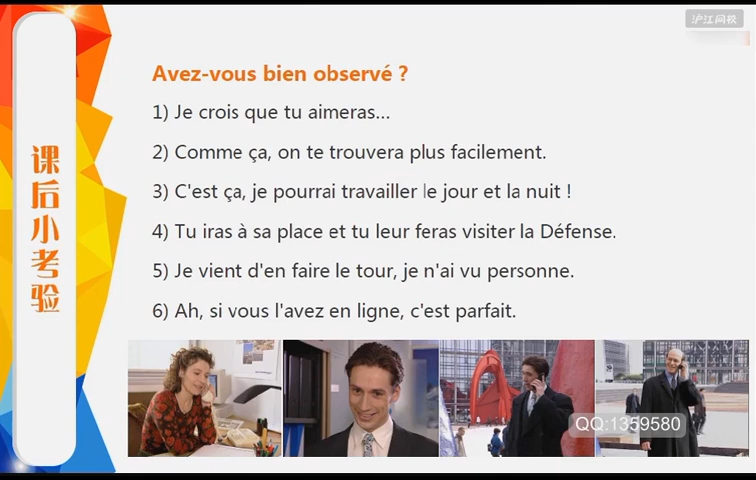 沪江网校
Avez-vous bien observé ?
1) Je crois que tu aimeras...
2) Comme ça, on te trouvera plus facilement.
3) C'est ça, je pourrai travailler le jour et la nuit !
4) Tu iras à sa place et tu leur feras visiter la Défense.
5) Je vient d'en faire le tour, je n'ai vu personne.
6) Ah, si vous l'avez en ligne, c'est parfait.
课后小考验
QQ:1359580